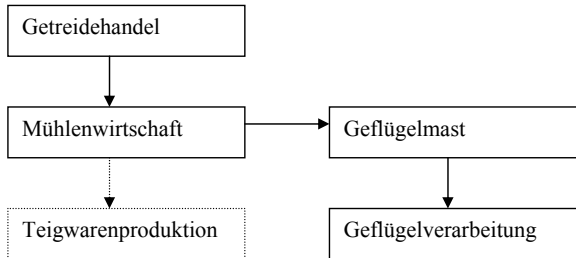 Getreidehandel
Mühlenwirtschaft
Geflügelmast
Teigwarenproduktion
Geflügelverarbeitung